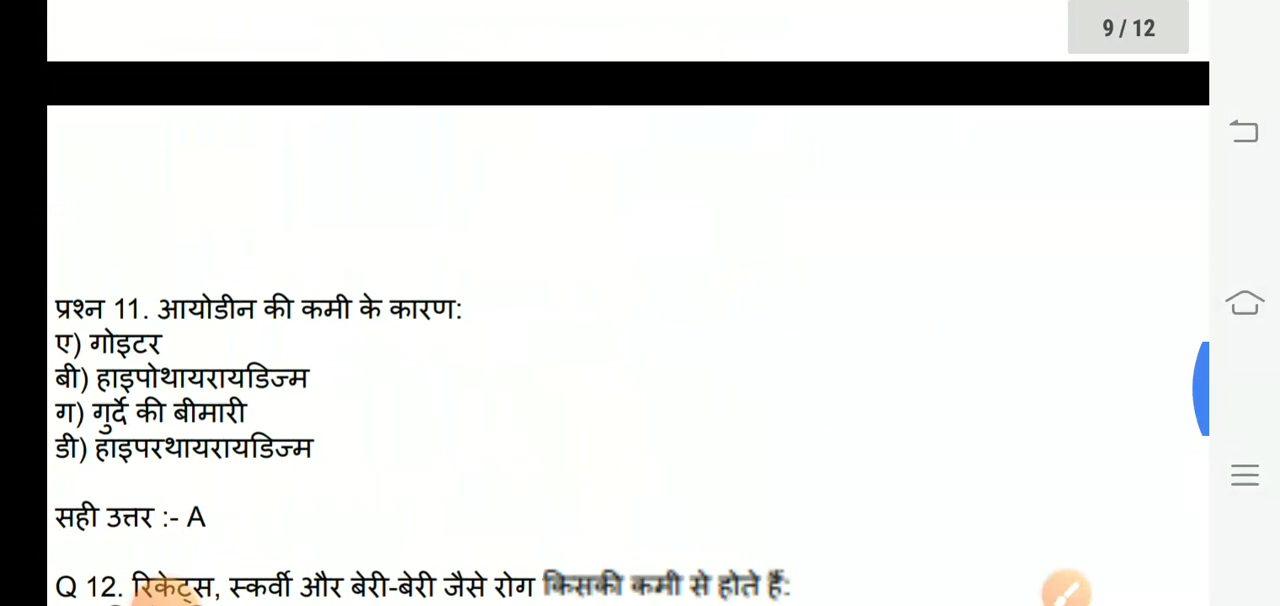 9 / 12
प्रश्न 11. आयोडीन की कमी के कारण:
ए) गोइटर
बी) हाइपोथायरायडिज्म
ग) गुर्दे की बीमारी
डी) हाइपरथायरायडिज्म
सही उत्तर :- A
Q 12. रिकेट्स, स्कर्वी और बेरी-बेरी जैसे रोग किसकी कमी से होते हैं: